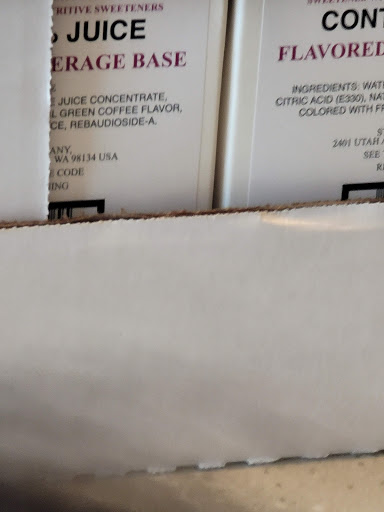 RITIVE SWEETENERS
JUICE
ERAGE BASE
JUICE CONCENTRATE,
GREEN COFFEE FLAVOR,
CE, REBAUDIOSIDE-A.
ANY,
WA 98134 USA
CODE
ING
CONT
FLAVORED
INGREDIENTS: WAT
CITRIC ACID (E330), NA
COLORED WITH FR
2401 UTAH
SEE